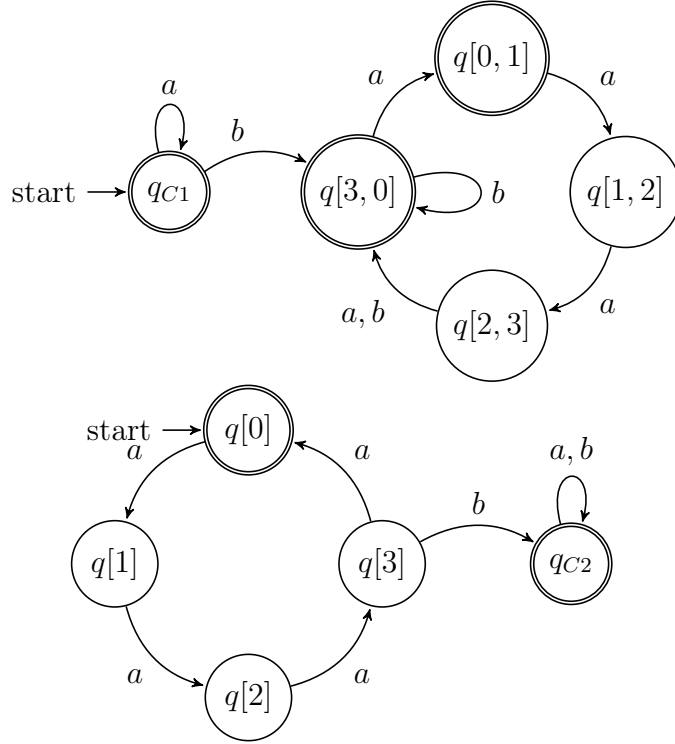 q[0, 1]
a
a
a
b
start
q_{C1}
q[3, 0]
b
q[1, 2]
a, b
q[2, 3]
a
start
q[0]
a
a
a, b
b
q[1]
q[3]
q_{C2}
a
q[2]
a